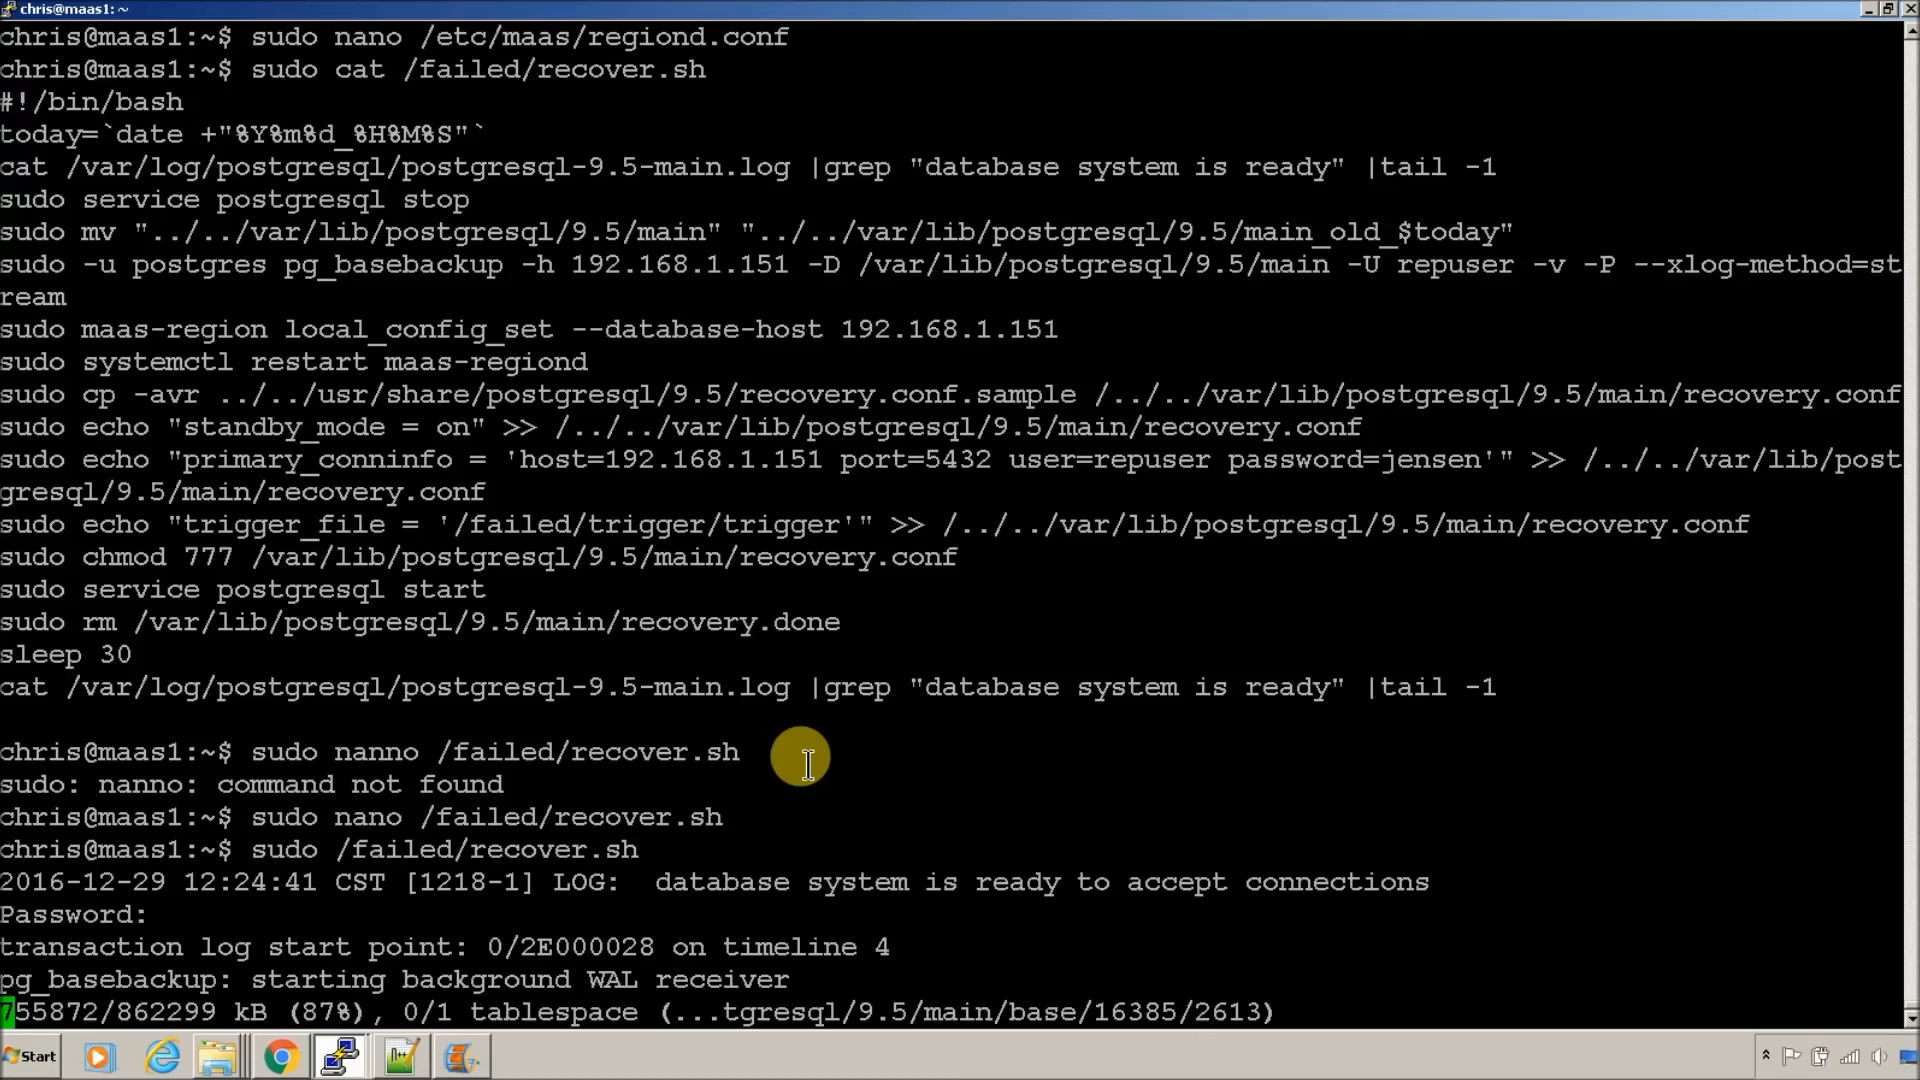 chris@maas1: ~
chris@maas1:~$ sudo nano /etc/maas/regiond.conf
chris@maas1:~$ sudo cat /failed/recover.sh
#!/bin/bash
today=`date +"%Y%m%d_%H%M%S"`
cat /var/log/postgresql/postgresql-9.5-main.log |grep "database system is ready" |tail -1
sudo service postgresql stop
sudo mv "../../var/lib/postgresql/9.5/main" "../../var/lib/postgresql/9.5/main_old_$today"
sudo -u postgres pg_basebackup -h 192.168.1.151 -D /var/lib/postgresql/9.5/main -U repuser -v -P --xlog-method=st
ream
sudo maas-region local_config_set --database-host 192.168.1.151
sudo systemctl restart maas-regiond
sudo cp -avr ../../usr/share/postgresql/9.5/recovery.conf.sample /../../var/lib/postgresql/9.5/main/recovery.conf
sudo echo "standby_mode = on" >> /../../var/lib/postgresql/9.5/main/recovery.conf
sudo echo "primary_conninfo = 'host=192.168.1.151 port=5432 user=repuser password=jensen'" >> /../../var/lib/post
gresql/9.5/main/recovery.conf
sudo echo "trigger_file = '/failed/trigger/trigger'" >> /../../var/lib/postgresql/9.5/main/recovery.conf
sudo chmod 777 /var/lib/postgresql/9.5/main/recovery.conf
sudo service postgresql start
sudo rm /var/lib/postgresql/9.5/main/recovery.done
sleep 30
cat /var/log/postgresql/postgresql-9.5-main.log |grep "database system is ready" |tail -1
chris@maas1:~$ sudo nanno /failed/recover.sh
sudo: nanno: command not found
chris@maas1:~$ sudo nano /failed/recover.sh
chris@maas1:~$ sudo /failed/recover.sh
2016-12-29 12:24:41 CST [1218-1] LOG:  database system is ready to accept connections
Password:
transaction log start point: 0/2E000028 on timeline 4
pg_basebackup: starting background WAL receiver
755872/862299 kB (87%), 0/1 tablespace (...tgresql/9.5/main/base/16385/2613)
Start